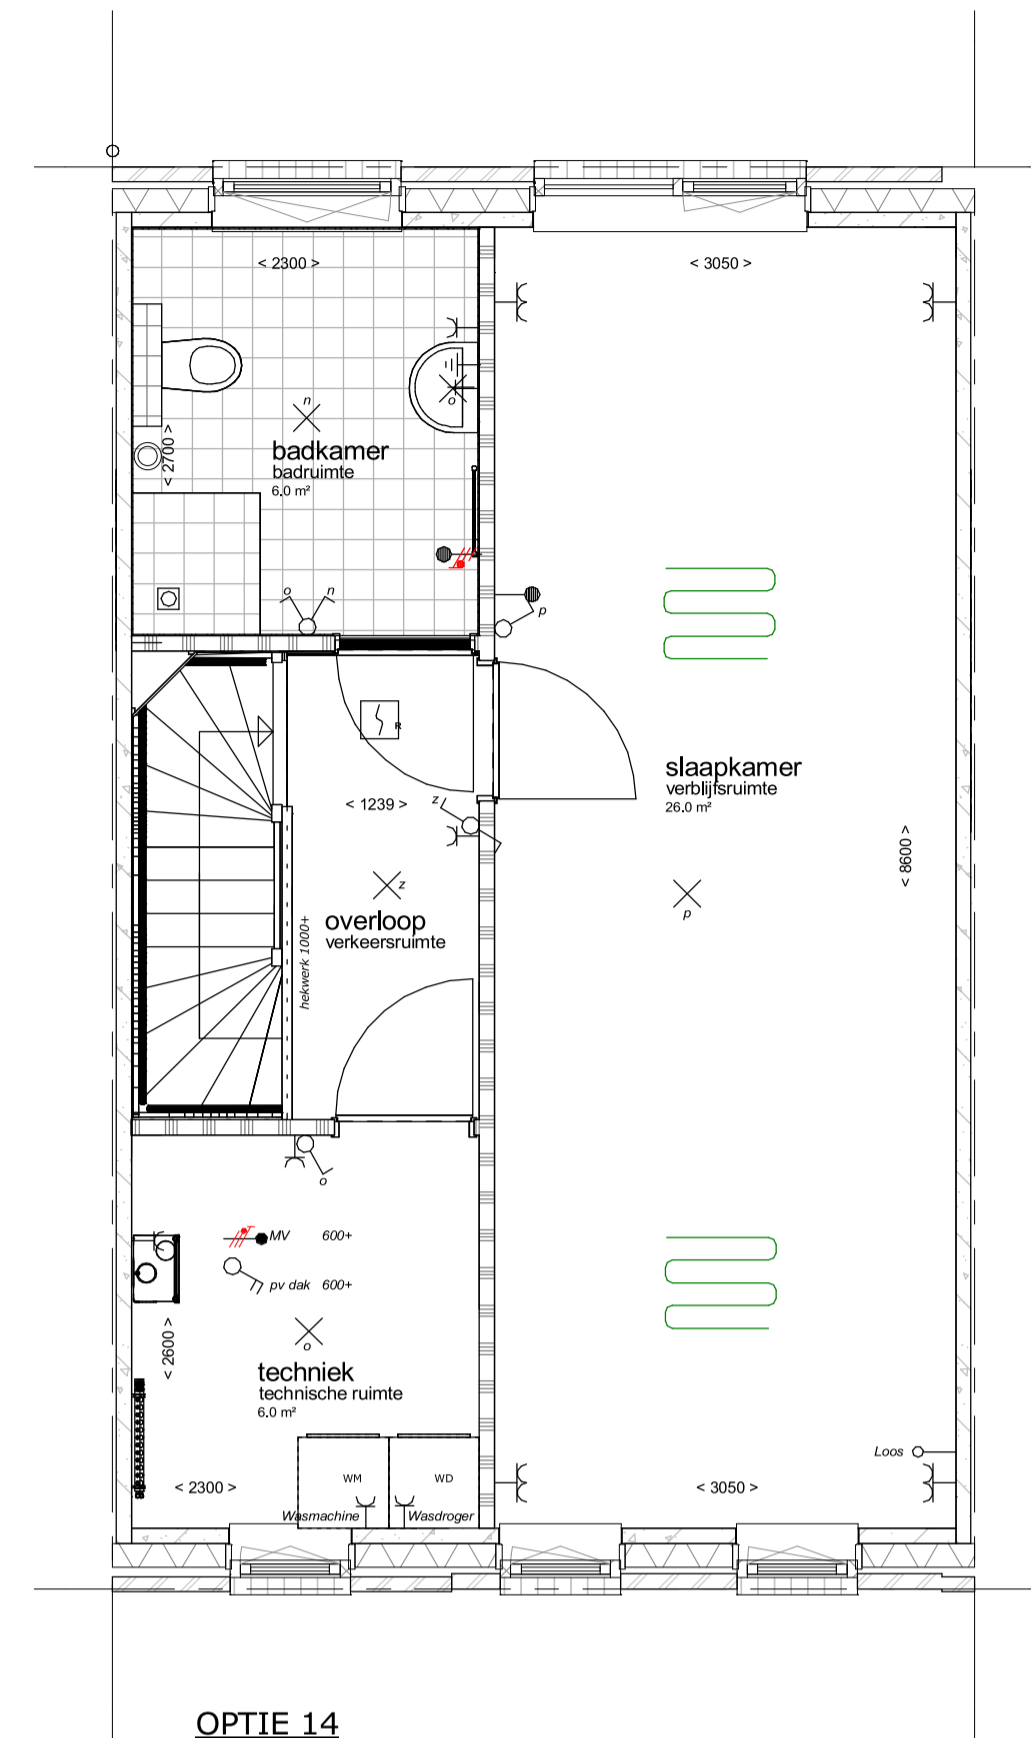 < 2300 >
< 3050 >
n
o
< 2700 >
badkamer
badruimte
6.0 m²
o
n
p
R
slaapkamer
verblijfsruimte
26.0 m²
z
< 1239 >
< 8600 >
z
p
overloop
verkeersruimte
hekwerk 1000+
o
MV 600+
pv dak 600+
o
< 2600 >
techniek
technische ruimte
6.0 m²
Loos
WM
WD
< 2300 >
< 3050 >
Wasmachine
Wasdroger
OPTIE 14